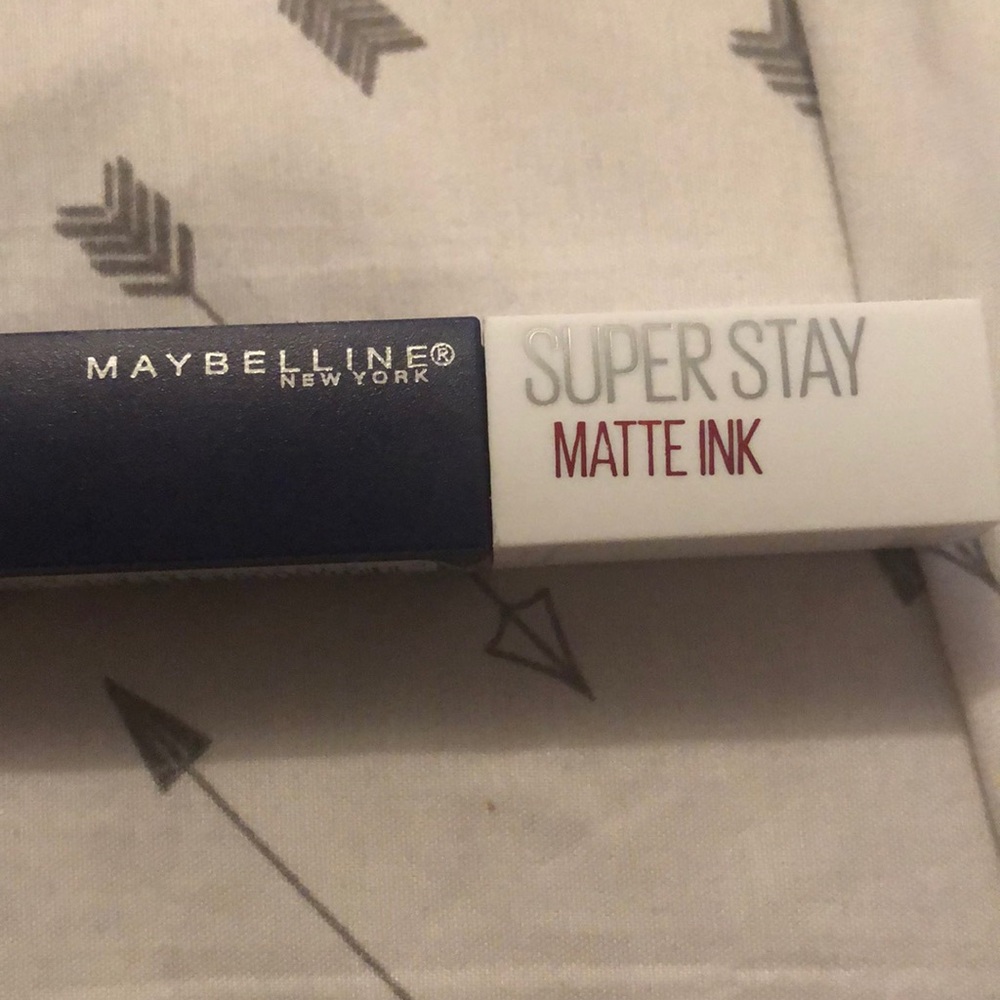 MAYBELLINE®
NEW YORK
SUPER STAY
MATTE INK